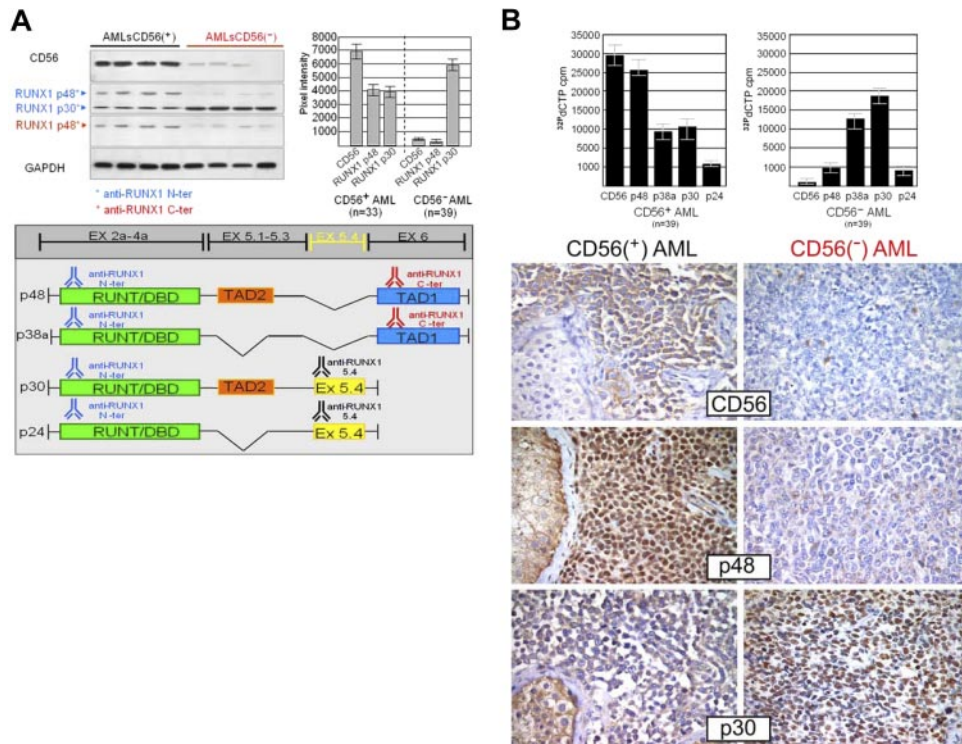 A
AMLsCD56(+) AMLsCD56(-)
CD56
RUNX1 p48*
RUNX1 p30*
RUNX1 p48*
GAPDH
* anti-RUNX1 N-ter
* anti-RUNX1 C-ter
Pixel intensity
8000
7000
6000
5000
4000
3000
2000
1000
CD56 RUNX1 p48 RUNX1 p30 CD56 RUNX1 p48 RUNX1 p30
CD56+ AML CD56- AML
(n=33) (n=39)
EX 2a-4a EX 5.1-5.3 EX 5.4 EX 6
anti-RUNX1 N-ter anti-RUNX1 C-ter
p48 RUNT/DBD TAD2 TAD1
anti-RUNX1 N-ter anti-RUNX1 C-ter
p38a RUNT/DBD TAD1
anti-RUNX1 N-ter anti-RUNX1 5.4
p30 RUNT/DBD TAD2 Ex 5.4
anti-RUNX1 N-ter anti-RUNX1 5.4
p24 RUNT/DBD Ex 5.4
B
32PdCTP cpm
35000
30000
25000
20000
15000
10000
1000
CD56 p48 p38a p30 p24
CD56+ AML
(n=39)
32PdCTP cpm
35000
30000
25000
20000
15000
10000
1000
CD56 p48 p38a p30 p24
CD56- AML
(n=39)
CD56(+) AML CD56(-) AML
CD56
p48
p30